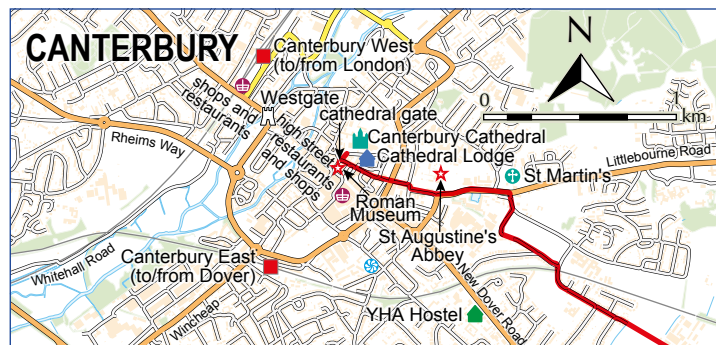 CANTERBURY
Canterbury West
(to/from London)
N
0
1
km
shops and
restaurants
Westgate
cathedral gate
Canterbury Cathedral
Cathedral Lodge
high street
restaurants
and shops
Rheims Way
Littlebourne Road
St Martin's
Roman
Museum
St Augustine's
Abbey
Whitehall Road
Canterbury East
(to/from Dover)
Wincheap
New Dover Road
YHA Hostel